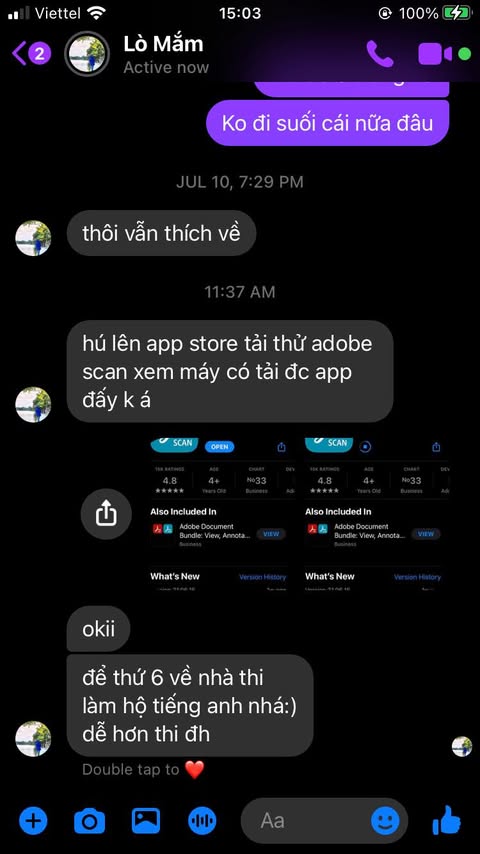 Viettel
15:03
100%
2
Lò Mắm
Active now
Ko đi suối cái nữa đâu
JUL 10, 7:29 PM
thôi vẫn thích về
11:37 AM
hú lên app store tải thử adobe
scan xem máy có tải đc app
đấy k á
SCAN OPEN SCAN
4.8 4+ No33 4.8 4+ No33
Years Old Business Years Old Business
Also Included In Also Included In
Adobe Document Adobe Document
Bundle: View, Annota... VIEW Bundle: View, Annota... VIEW
Business Business
What's New Version History What's New Version History
okii
để thứ 6 về nhà thi
làm hộ tiếng anh nhá:)
dễ hơn thi đh
Double tap to
Aa